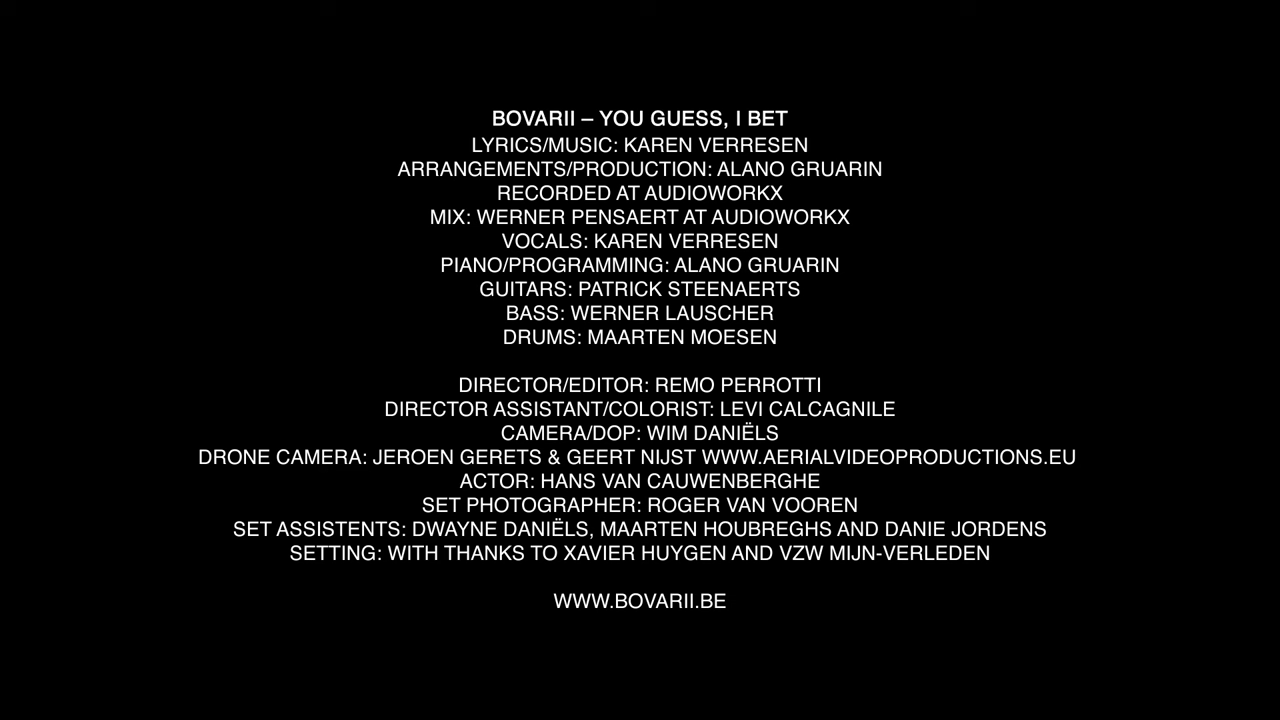 BOVARII – YOU GUESS, I BET
LYRICS/MUSIC: KAREN VERRESEN
ARRANGEMENTS/PRODUCTION: ALANO GRUARIN
RECORDED AT AUDIOWORKX
MIX: WERNER PENSAERT AT AUDIOWORKX
VOCALS: KAREN VERRESEN
PIANO/PROGRAMMING: ALANO GRUARIN
GUITARS: PATRICK STEENAERTS
BASS: WERNER LAUSCHER
DRUMS: MAARTEN MOESEN
DIRECTOR/EDITOR: REMO PERROTTI
DIRECTOR ASSISTANT/COLORIST: LEVI CALCAGNILE
CAMERA/DOP: WIM DANIËLS
DRONE CAMERA: JEROEN GERETS & GEERT NIJST WWW.AERIALVIDEOPRODUCTIONS.EU
ACTOR: HANS VAN CAUWENBERGHE
SET PHOTOGRAPHER: ROGER VAN VOOREN
SET ASSISTENTS: DWAYNE DANIËLS, MAARTEN HOUBREGHS AND DANIE JORDENS
SETTING: WITH THANKS TO XAVIER HUYGEN AND VZW MIJN-VERLEDEN
WWW.BOVARII.BE